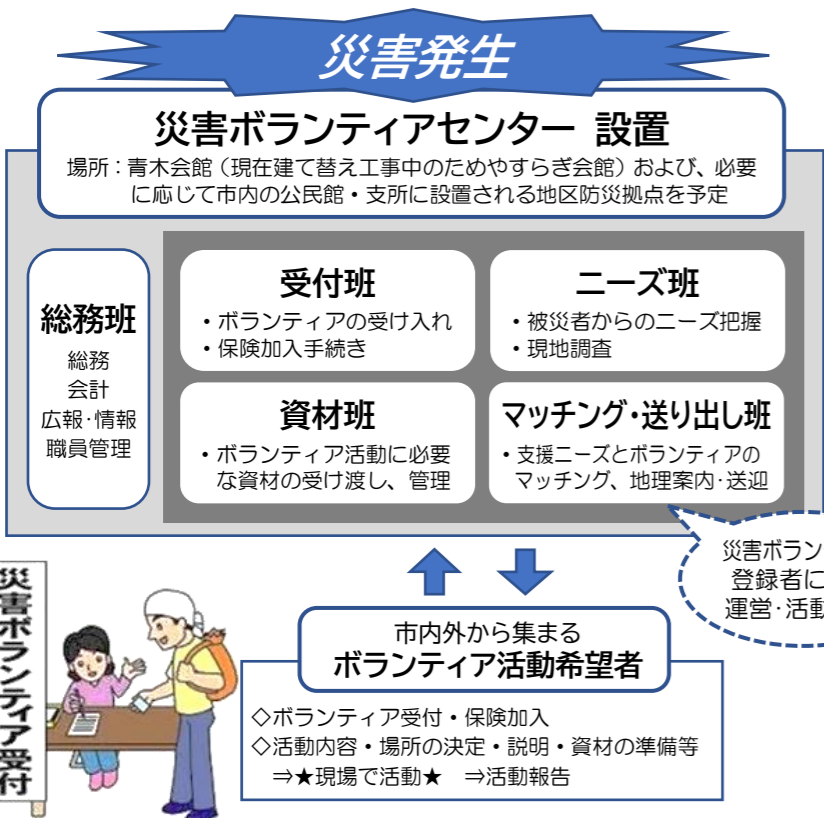 災害発生
災害ボランティアセンター 設置
場所：青木会館（現在建て替え工事中のためやすらぎ会館）および、必要
に応じて市内の公民館・支所に設置される地区防災拠点を予定
総務班
総務
会計
広報・情報
職員管理
受付班
・ボランティアの受け入れ
・保険加入手続き
ニーズ班
・被災者からのニーズ把握
・現地調査
資材班
・ボランティア活動に必要
な資材の受け渡し、管理
マッチング・送り出し班
・支援ニーズとボランティアの
マッチング、地理案内・送迎
災害ボラン
登録者に
運営・活動
市内外から集まる
ボランティア活動希望者
◇ボランティア受付・保険加入
◇活動内容・場所の決定・説明・資材の準備等
⇒★現場で活動★ ⇒活動報告
災害ボランティア受付